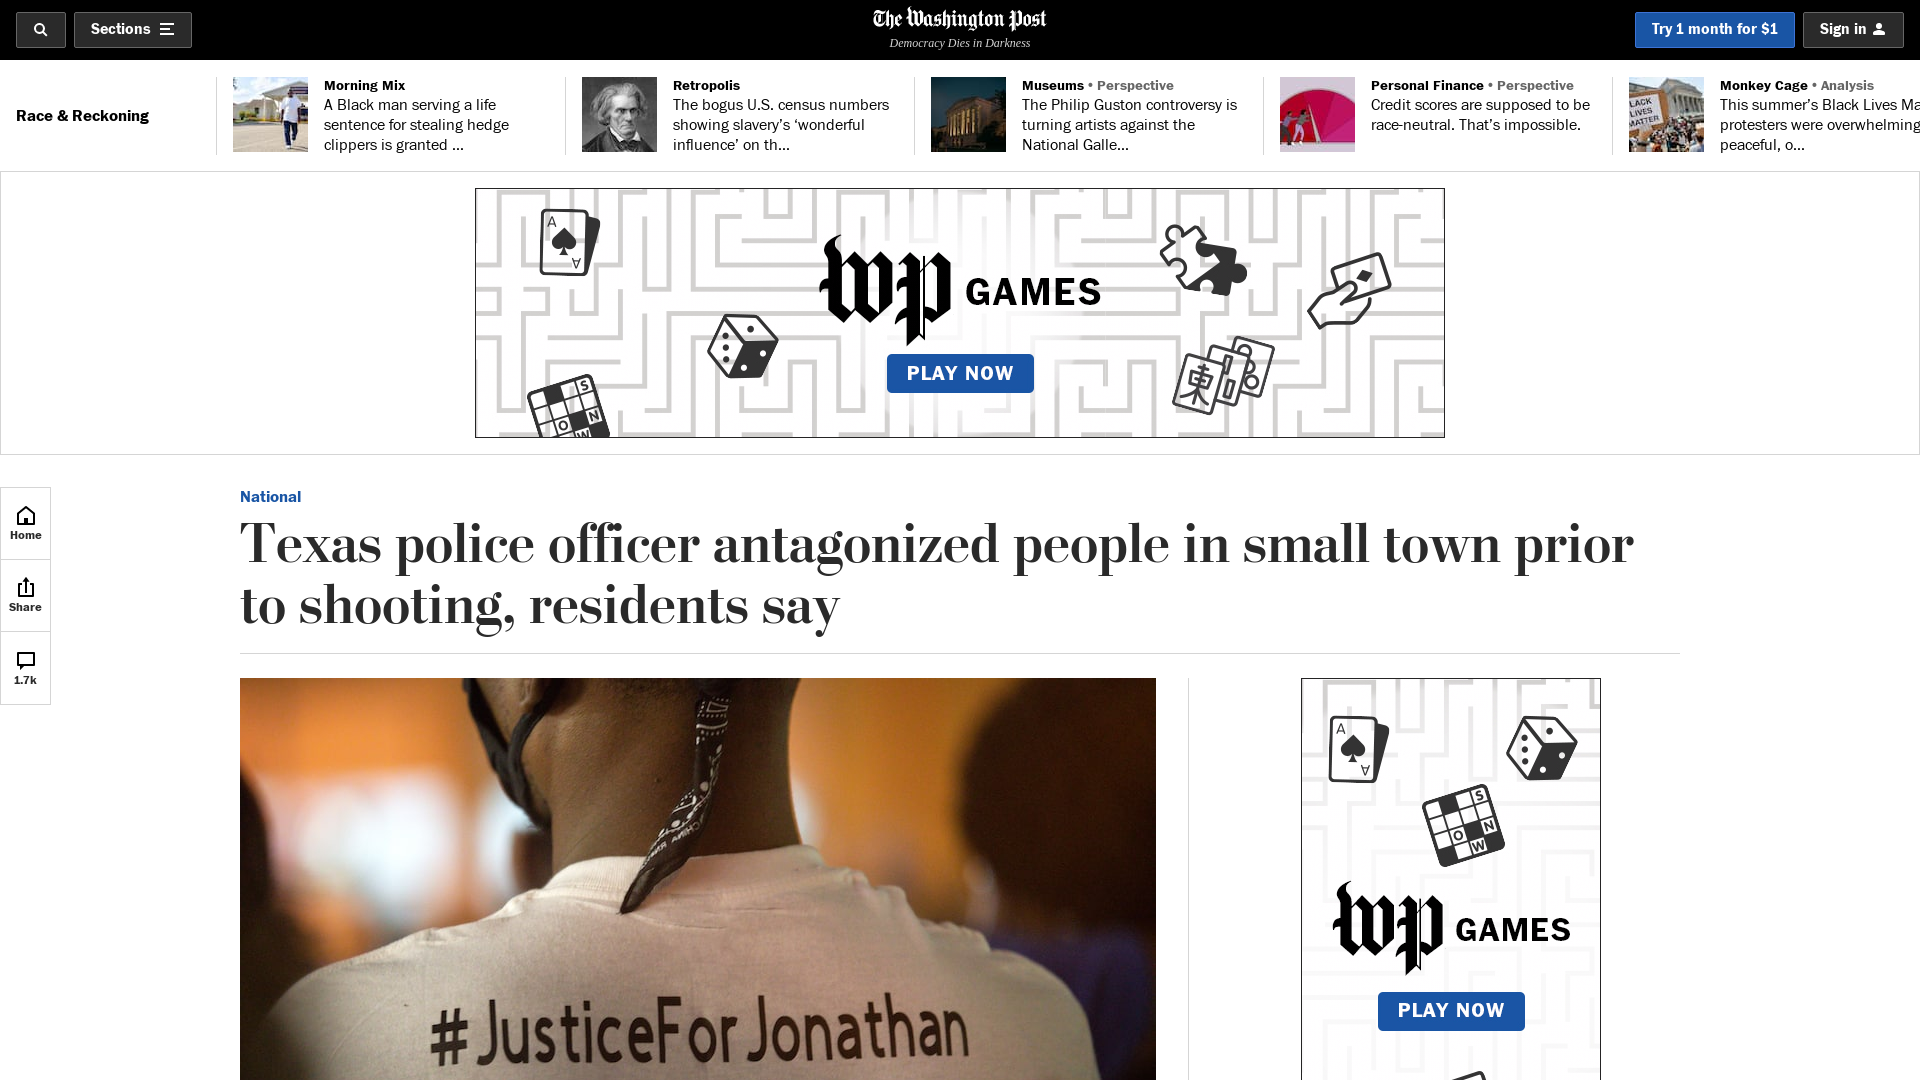 Sections
The Washington Post
Democracy Dies in Darkness
Try 1 month for $1
Sign in
Race & Reckoning
Morning Mix
A Black man serving a life
sentence for stealing hedge
clippers is granted ...
Retropolis
The bogus U.S. census numbers
showing slavery’s ‘wonderful
influence’ on th...
Museums • Perspective
The Philip Guston controversy is
turning artists against the
National Galle...
Personal Finance • Perspective
Credit scores are supposed to be
race-neutral. That’s impossible.
BLACK
LIVES
MATTER
Monkey Cage • Analysis
This summer’s Black Lives Ma
protesters were overwhelming
peaceful, o...
A
A
S
N
O
W
東
wp GAMES
PLAY NOW
Home
Share
1.7k
National
Texas police officer antagonized people in small town prior
to shooting, residents say
#JusticeForJonathan
A
A
S
N
O
W
wp GAMES
PLAY NOW